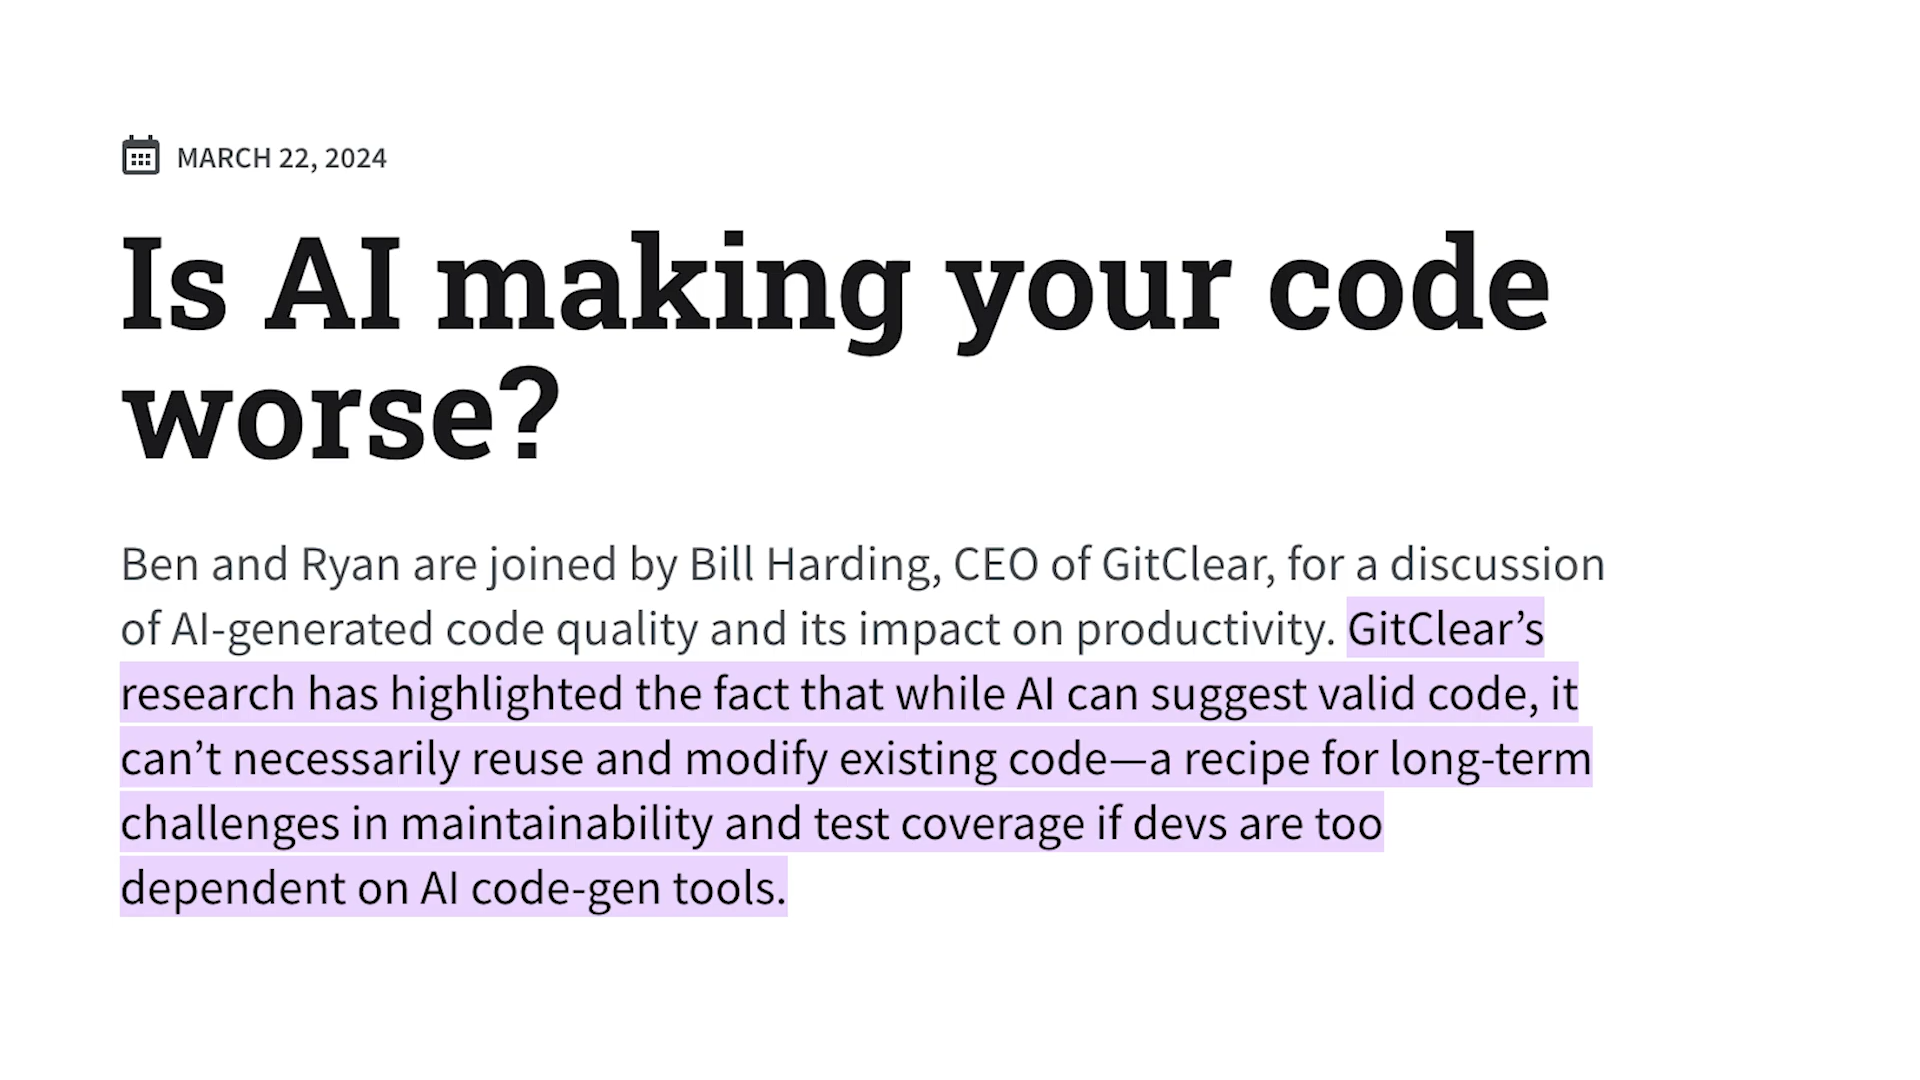 MARCH 22, 2024
Is AI making your code
worse?
Ben and Ryan are joined by Bill Harding, CEO of GitClear, for a discussion
of AI-generated code quality and its impact on productivity. GitClear’s
research has highlighted the fact that while AI can suggest valid code, it
can’t necessarily reuse and modify existing code—a recipe for long-term
challenges in maintainability and test coverage if devs are too
dependent on AI code-gen tools.